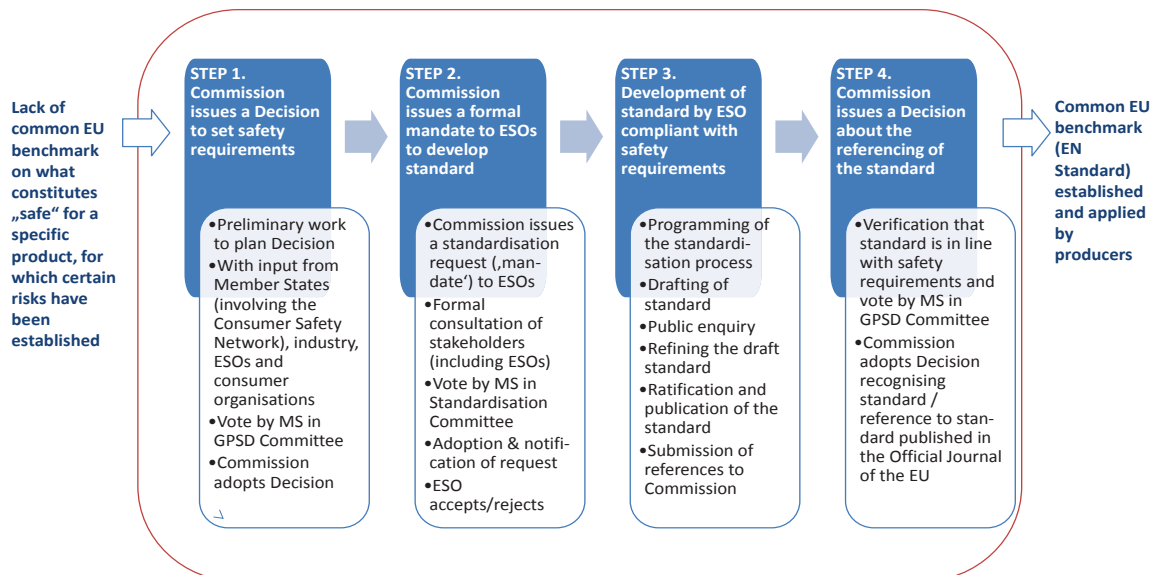 Lack of
common EU
benchmark
on what
constitutes
„safe“ for a
specific
product, for
which certain
risks have
been
established
STEP 1.
Commission
issues a Decision
to set safety
requirements
•Preliminary work
to plan Decision
•With input from
Member States
(involving the
Consumer Safety
Network), industry,
ESOs and
consumer
organisations
•Vote by MS in
GPSD Committee
•Commission
adopts Decision
STEP 2.
Commission
issues a formal
mandate to ESOs
to develop
standard
•Commission issues
a standardisation
request (‚man-
date‘) to ESOs
•Formal
consultation of
stakeholders
(including ESOs)
•Vote by MS in
Standardisation
Committee
•Adoption & notifi-
cation of request
•ESO
accepts/rejects
STEP 3.
Development of
standard by ESO
compliant with
safety
requirements
•Programming of
the standardi-
sation process
•Drafting of
standard
•Public enquiry
•Refining the draft
standard
•Ratification and
publication of the
standard
•Submission of
references to
Commission
STEP 4.
Commission
issues a Decision
about the
referencing of
the standard
•Verification that
standard is in line
with safety
requirements and
vote by MS in
GPSD Committee
•Commission
adopts Decision
recognising
standard /
reference to stan-
dard published in
the Official Journal
of the EU
Common EU
benchmark
(EN
Standard)
established
and applied
by
producers